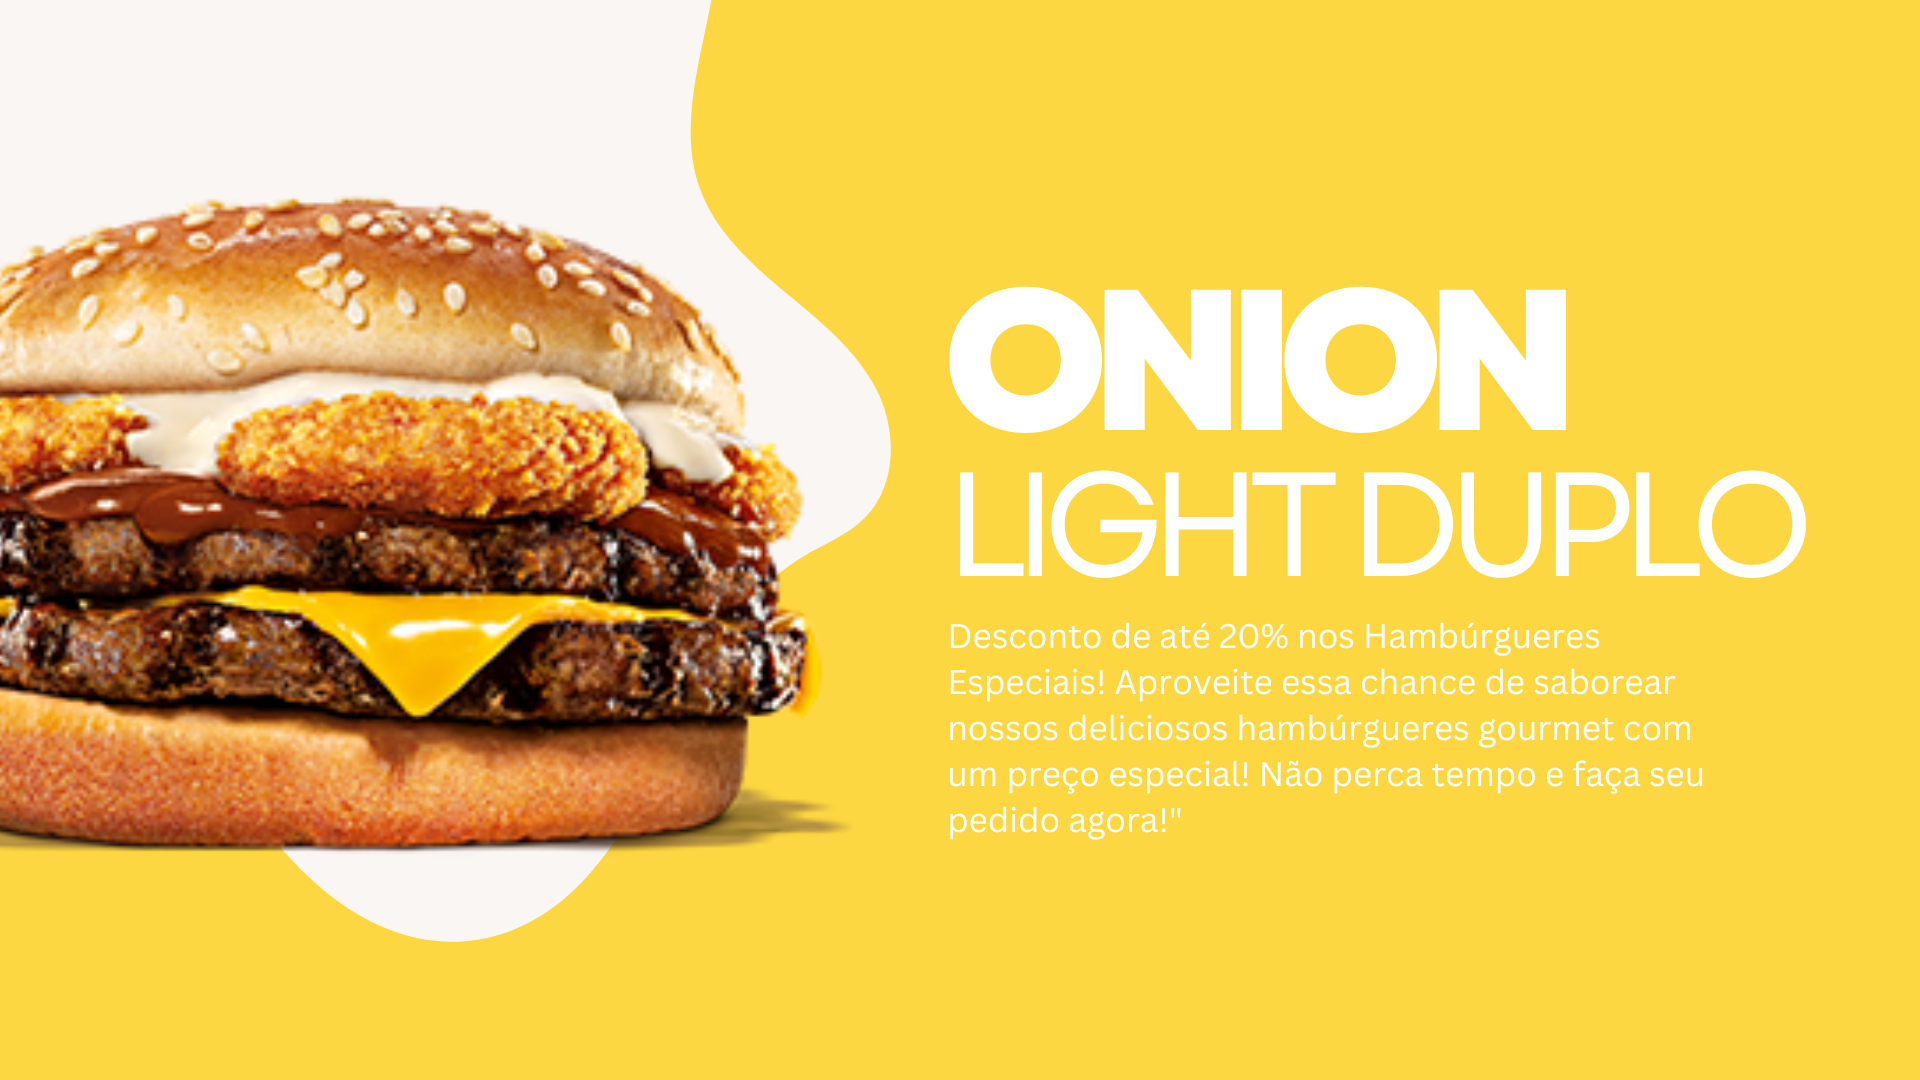 ONION
LIGHT DUPLO
Desconto de até 20% nos Hambúrgueres
Especiais! Aproveite essa chance de saborear
nossos deliciosos hambúrgueres gourmet com
um preço especial! Não perca tempo e faça seu
pedido agora!"